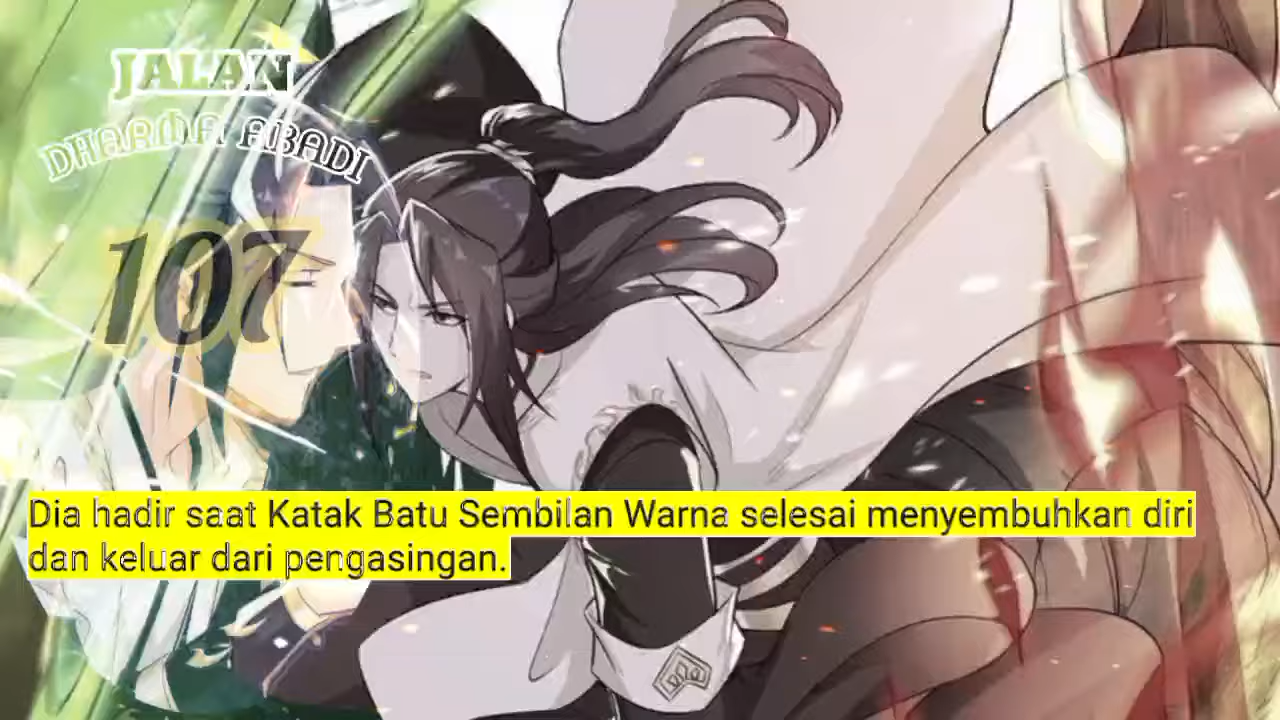 JALAN
DHARMA ABADI
107
Dia hadir saat Katak Batu Sembilan Warna selesai menyembuhkan diri
dan keluar dari pengasingan.